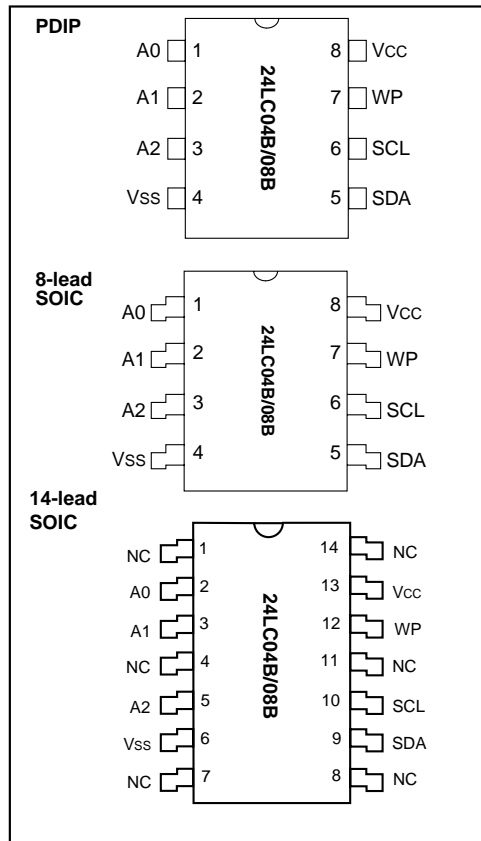 PDIP
A0 1 8 VCC
A1 2 7 WP
A2 3 6 SCL
VSS 4 5 SDA
24LC04B/08B
8-lead
SOIC
A0 1 8 VCC
A1 2 7 WP
A2 3 6 SCL
VSS 4 5 SDA
24LC04B/08B
14-lead
SOIC
NC 1 14 NC
A0 2 13 VCC
A1 3 12 WP
NC 4 11 NC
A2 5 10 SCL
VSS 6 9 SDA
NC 7 8 NC
24LC04B/08B